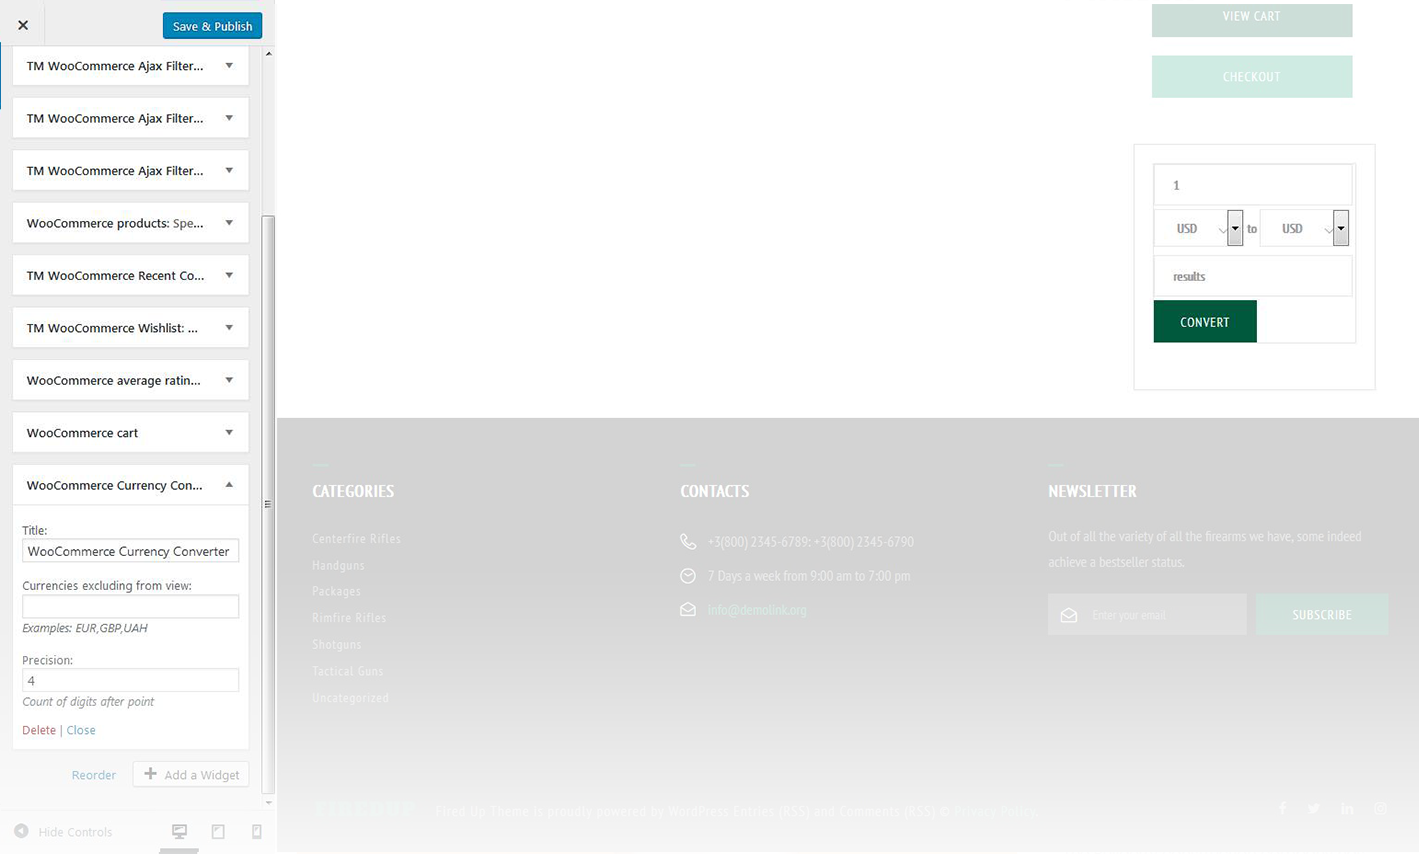 Save & Publish
TM WooCommerce Ajax Filter...
TM WooCommerce Ajax Filter...
TM WooCommerce Ajax Filter...
WooCommerce products: Spe...
TM WooCommerce Recent Co...
TM WooCommerce Wishlist: ...
WooCommerce average ratin...
WooCommerce cart
WooCommerce Currency Con...
Title:
WooCommerce Currency Converter
Currencies excluding from view:
Examples: EUR,GBP,UAH
Precision:
4
Count of digits after point
Delete | Close
Reorder
Add a Widget
Hide Controls
VIEW CART
CHECKOUT
1
USD to USD
results
CONVERT
CATEGORIES
Centerfire Rifles
Handguns
Packages
Rimfire Rifles
Shotguns
Tactical Guns
Uncategorized
CONTACTS
+3(800) 2345-6789; +3(800) 2345-6790
7 Days a week from 9:00 am to 7:00 pm
info@demolink.org
NEWSLETTER
Out of all the variety of all the firearms we have, some indeed
achieve a bestseller status.
Enter your email
SUBSCRIBE
Fired Up Theme is proudly powered by WordPress Entries (RSS) and Comments (RSS) © Privacy Policy